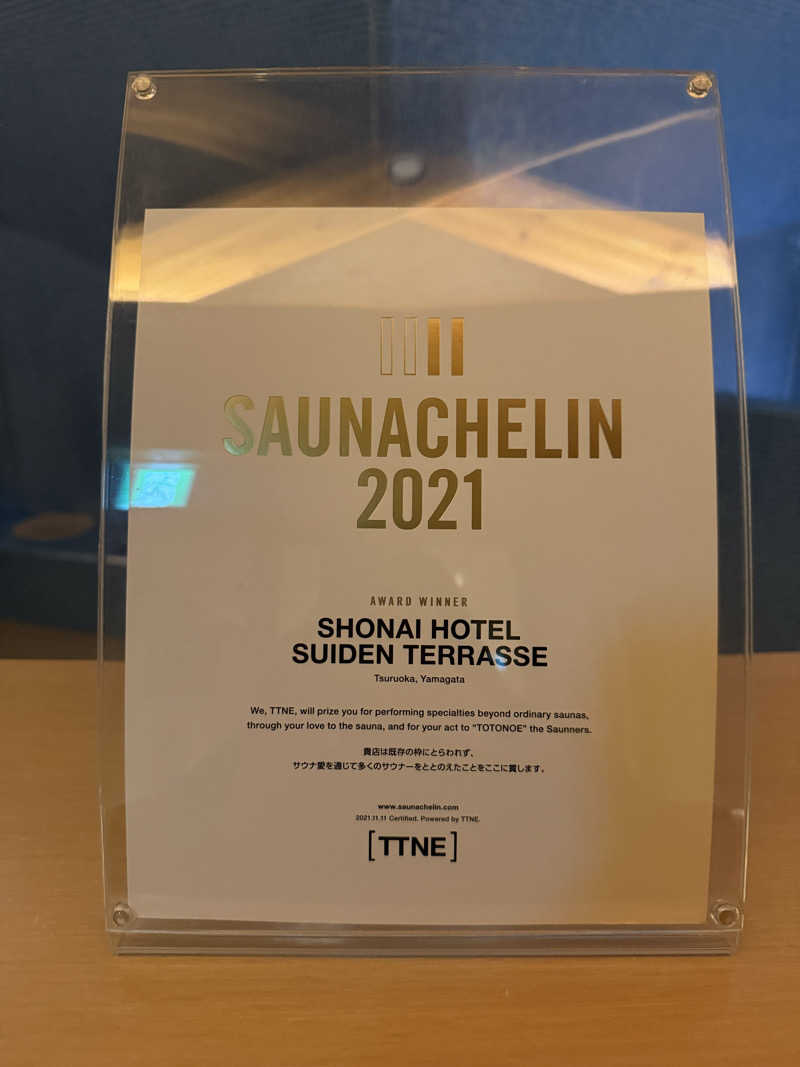 SAUNACHELIN
2021
AWARD WINNER
SHONAI HOTEL
SUIDEN TERRASSE
Tsuruoka, Yamagata
We, TTNE, will prize you for performing specialties beyond ordinary saunas,
through your love to the sauna, and for your act to "TOTONOE" the Saunners.
貴店は既存の枠にとらわれず、
サウナ愛を通じて多くのサウナーをととのえたことをここに賞します。
www.saunachelin.com
2021.11.11 Certified. Powered by TTNE.
[TTNE]